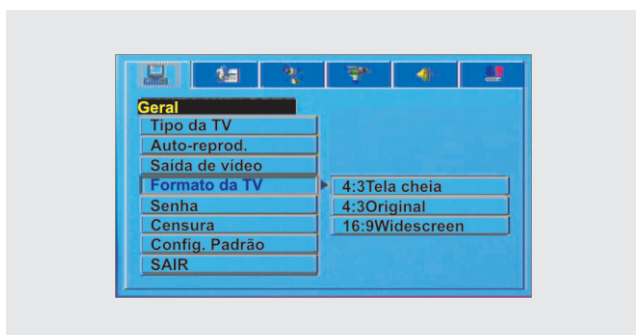 Geral
Tipo da TV
Auto-reprod.
Saída de vídeo
Formato da TV
4:3Tela cheia
4:3Original
Senha
16:9Widescreen
Censura
Config. Padrão
SAIR